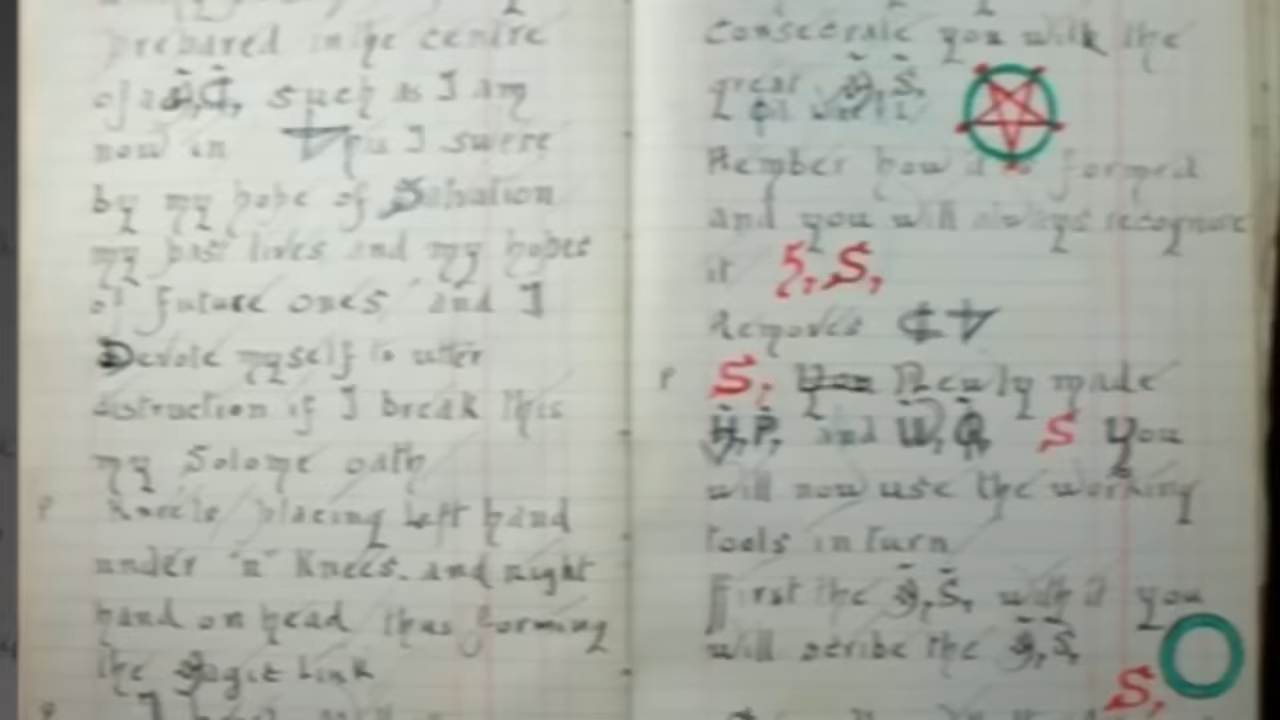 prepared in ye centre
of a M,C, such as I am
now in I swere
by my hope of Salvation
my past lives and my hopes
of future ones and I
Devote myself to utter
distruction if I break this
my Solome oath
Kneels placing Left hand
under "n" Knees. and right
hand on head thus forming
the Magic Link
Consecrate you with the
great M,S,
Rember how it is formed
and you will always recognise
it S,S,
Removes
P S, Newly made
H,P, and W,Q, S You
will now use the working
tools in turn
First the M,S, with it you
will scribe the M,S,
S,